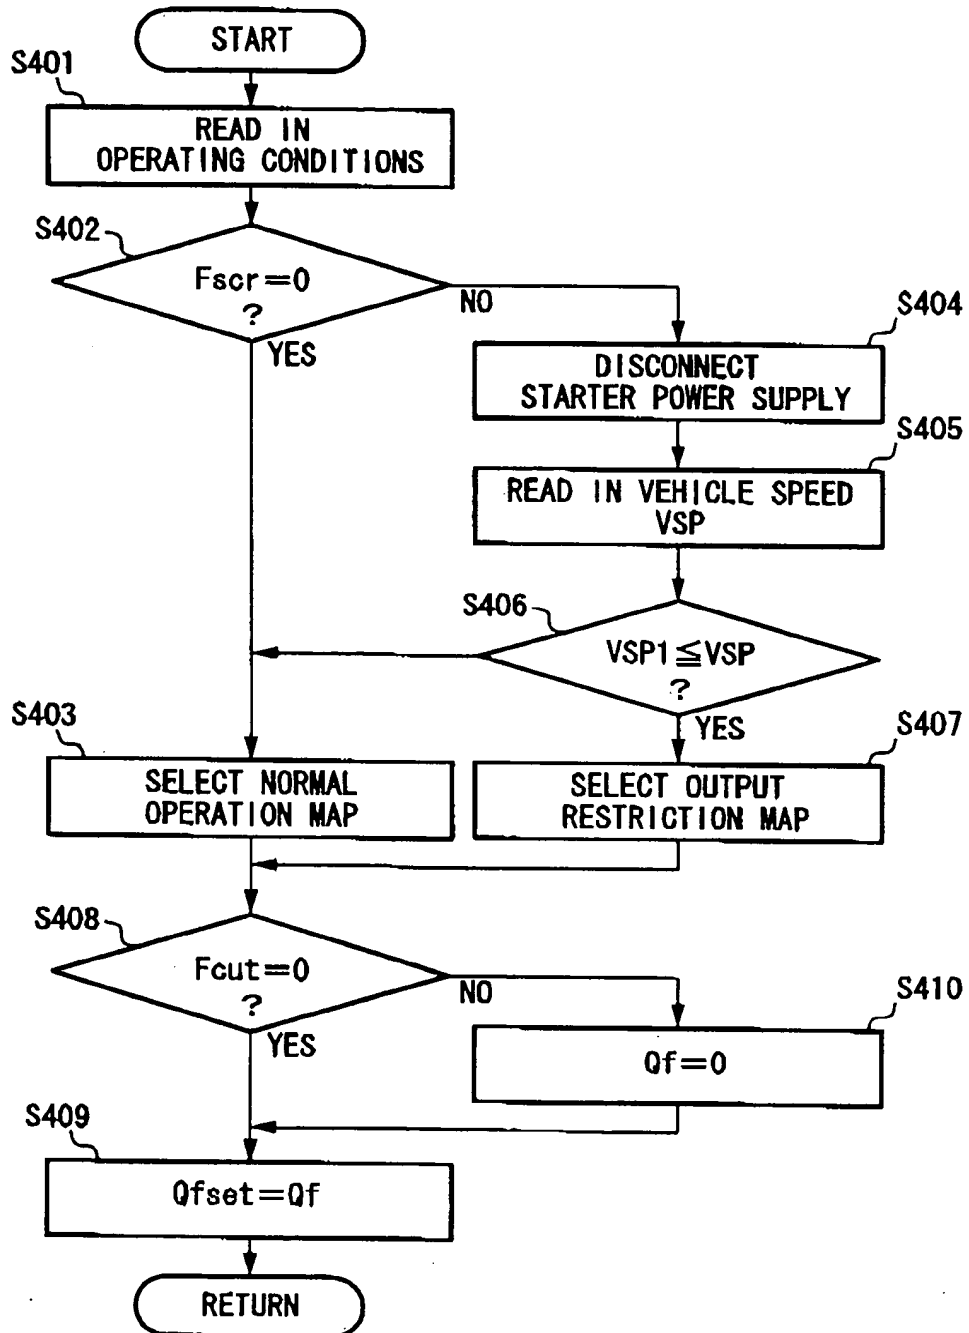 START
S401
READ IN
OPERATING CONDITIONS
S402
Fscr=0
?
NO
YES
S404
DISCONNECT
STARTER POWER SUPPLY
S405
READ IN VEHICLE SPEED
VSP
S406
VSP1≦VSP
?
YES
S403
SELECT NORMAL
OPERATION MAP
S407
SELECT OUTPUT
RESTRICTION MAP
S408
Fcut=0
?
NO
YES
S410
Qf=0
S409
Qfset=Qf
RETURN